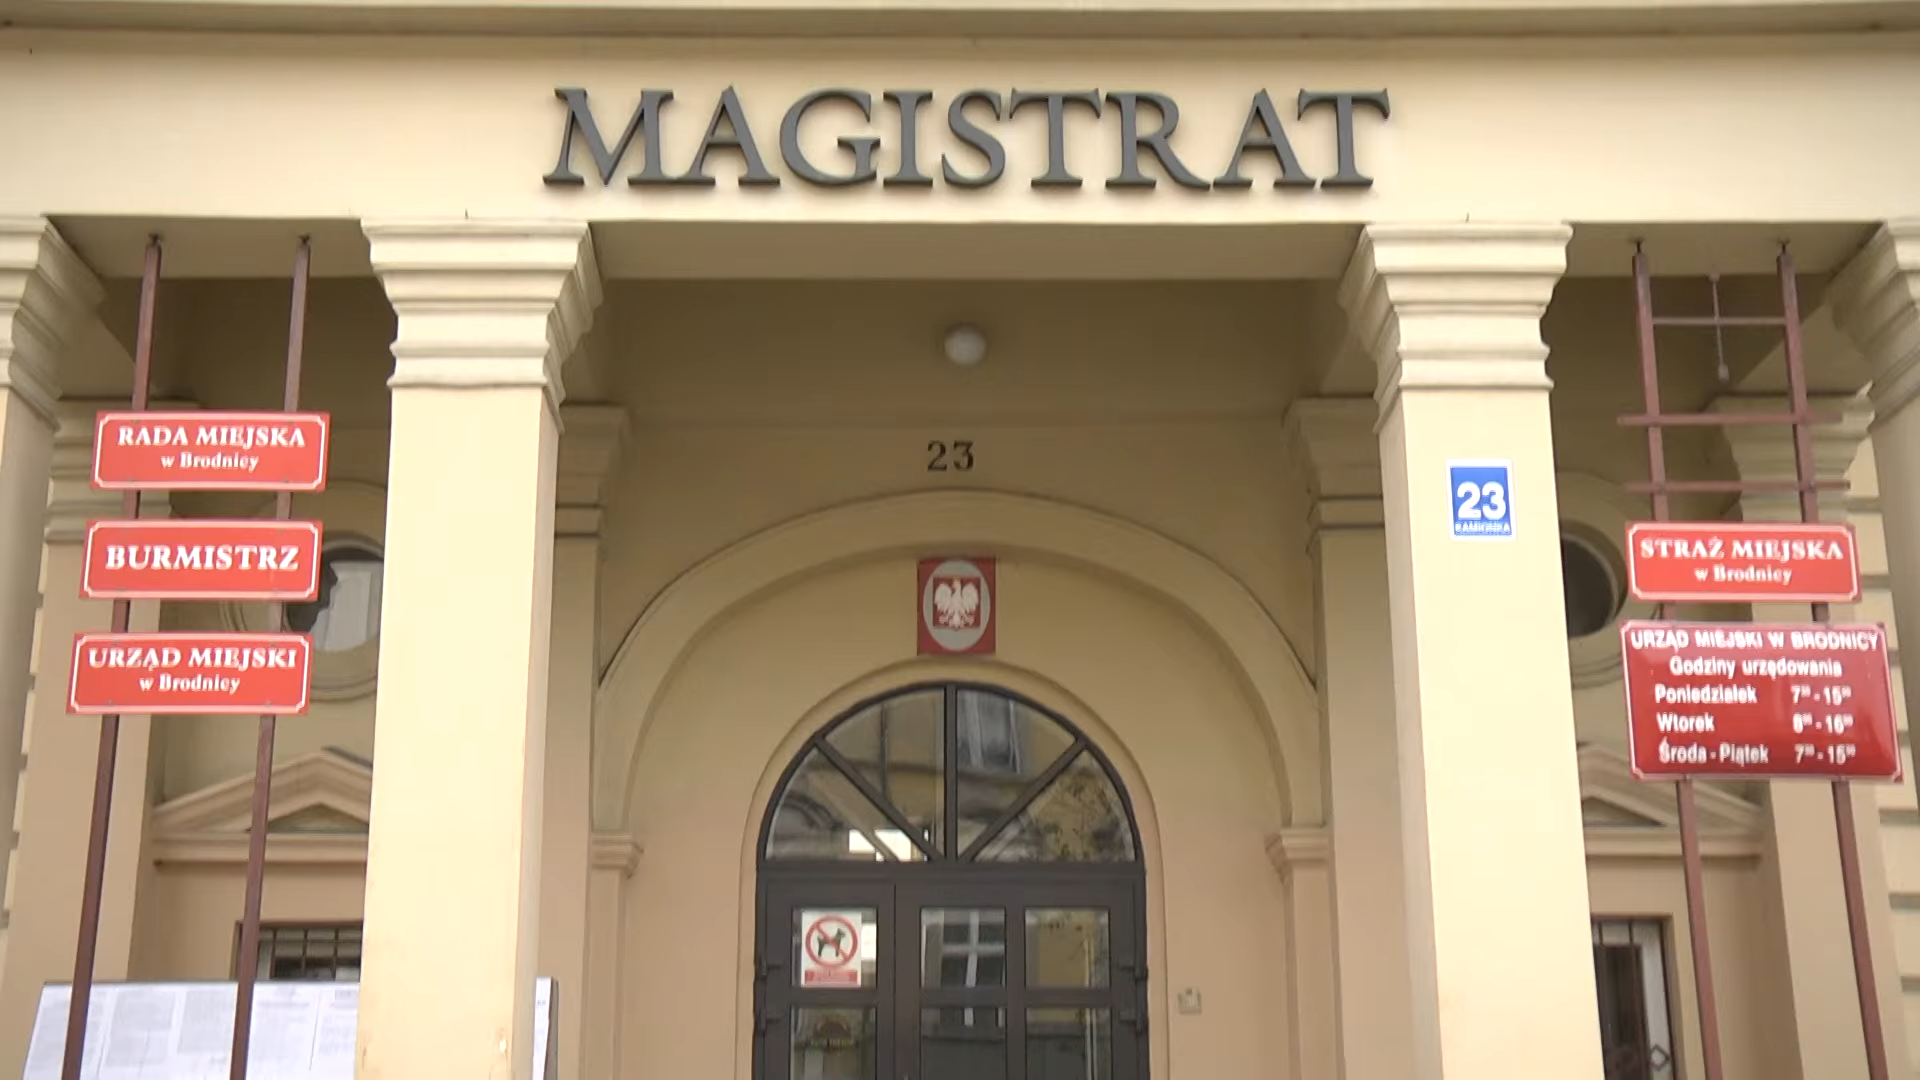 MAGISTRAT
23
RADA MIEJSKA
w Brodnicy
BURMISTRZ
URZĄD MIEJSKI
w Brodnicy
23
KAMIONKA
STRAŻ MIEJSKA
w Brodnicy
URZĄD MIEJSKI W BRODNICY
Godziny urzędowania
Poniedziałek 7³⁰ - 15³⁰
Wtorek 8⁰⁰ - 16⁰⁰
Środa - Piątek 7³⁰ - 15³⁰